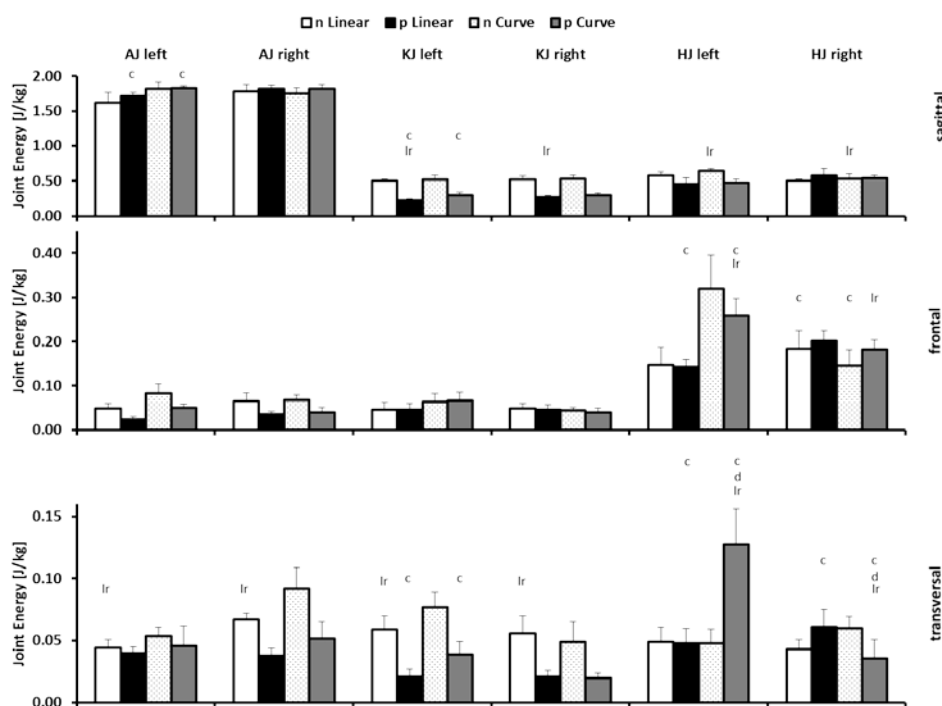 n Linear p Linear n Curve p Curve
AJ left AJ right KJ left KJ right HJ left HJ right
Joint Energy [J/kg]
2.00
1.50
1.00
0.50
0.00
c c
c c
lr lr lr lr
sagittal
Joint Energy [J/kg]
0.40
0.30
0.20
0.10
0.00
c c
lr
c c lr
frontal
Joint Energy [J/kg]
0.15
0.10
0.05
0.00
lr lr lr c c lr
c c
d
lr
c c
d
lr
transversal